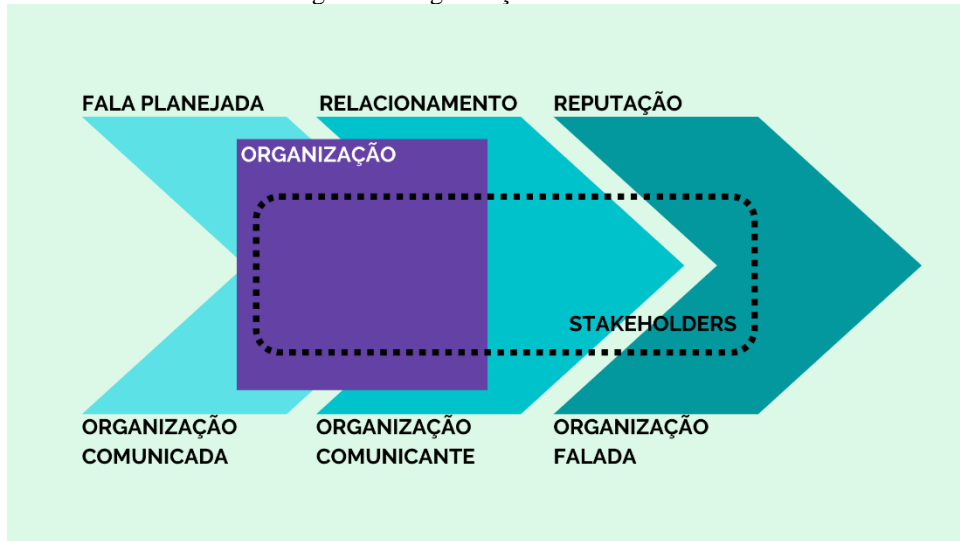 FALA PLANEJADA
RELACIONAMENTO
REPUTAÇÃO
ORGANIZAÇÃO
STAKEHOLDERS
ORGANIZAÇÃO
COMUNICADA
ORGANIZAÇÃO
COMUNICANTE
ORGANIZAÇÃO
FALADA